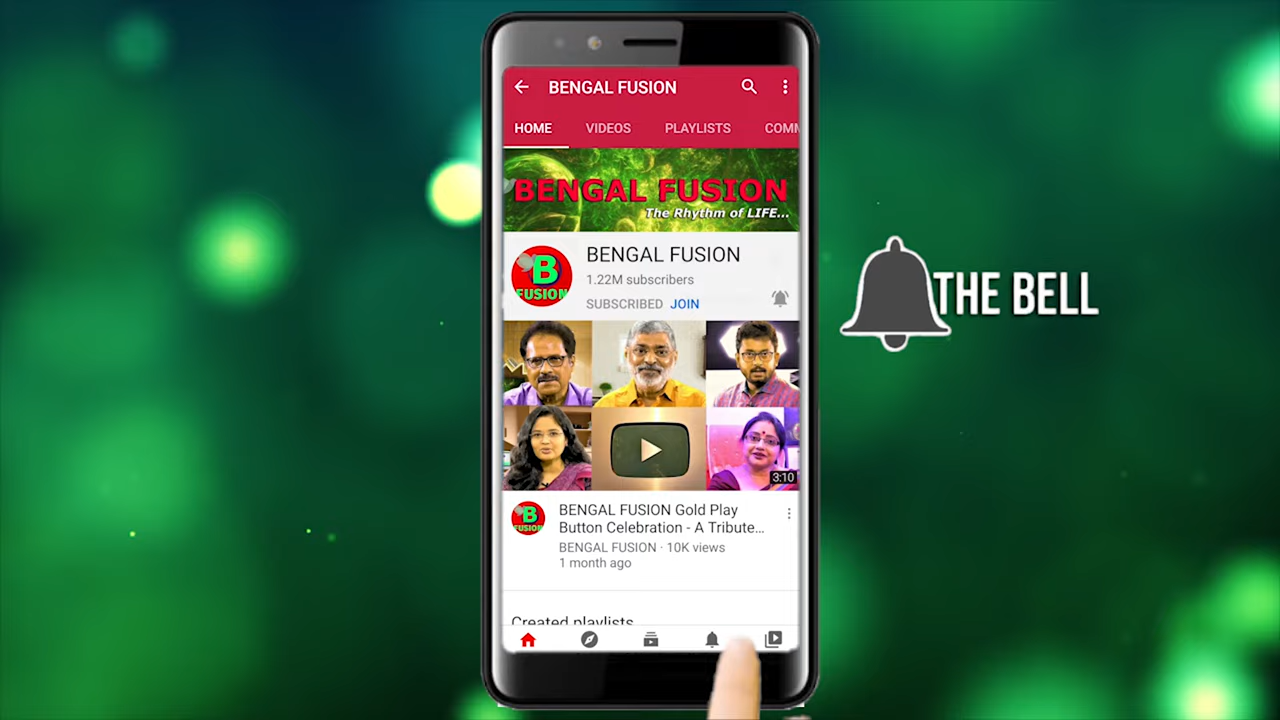 BENGAL FUSION
HOME VIDEOS PLAYLISTS COMM
BENGAL FUSION
The Rhythm of LIFE...
B
FUSION
BENGAL FUSION
1.22M subscribers
SUBSCRIBED JOIN
THE BELL
3:10
B
FUSION
BENGAL FUSION Gold Play
Button Celebration - A Tribute...
BENGAL FUSION · 10K views
1 month ago
Created playlists